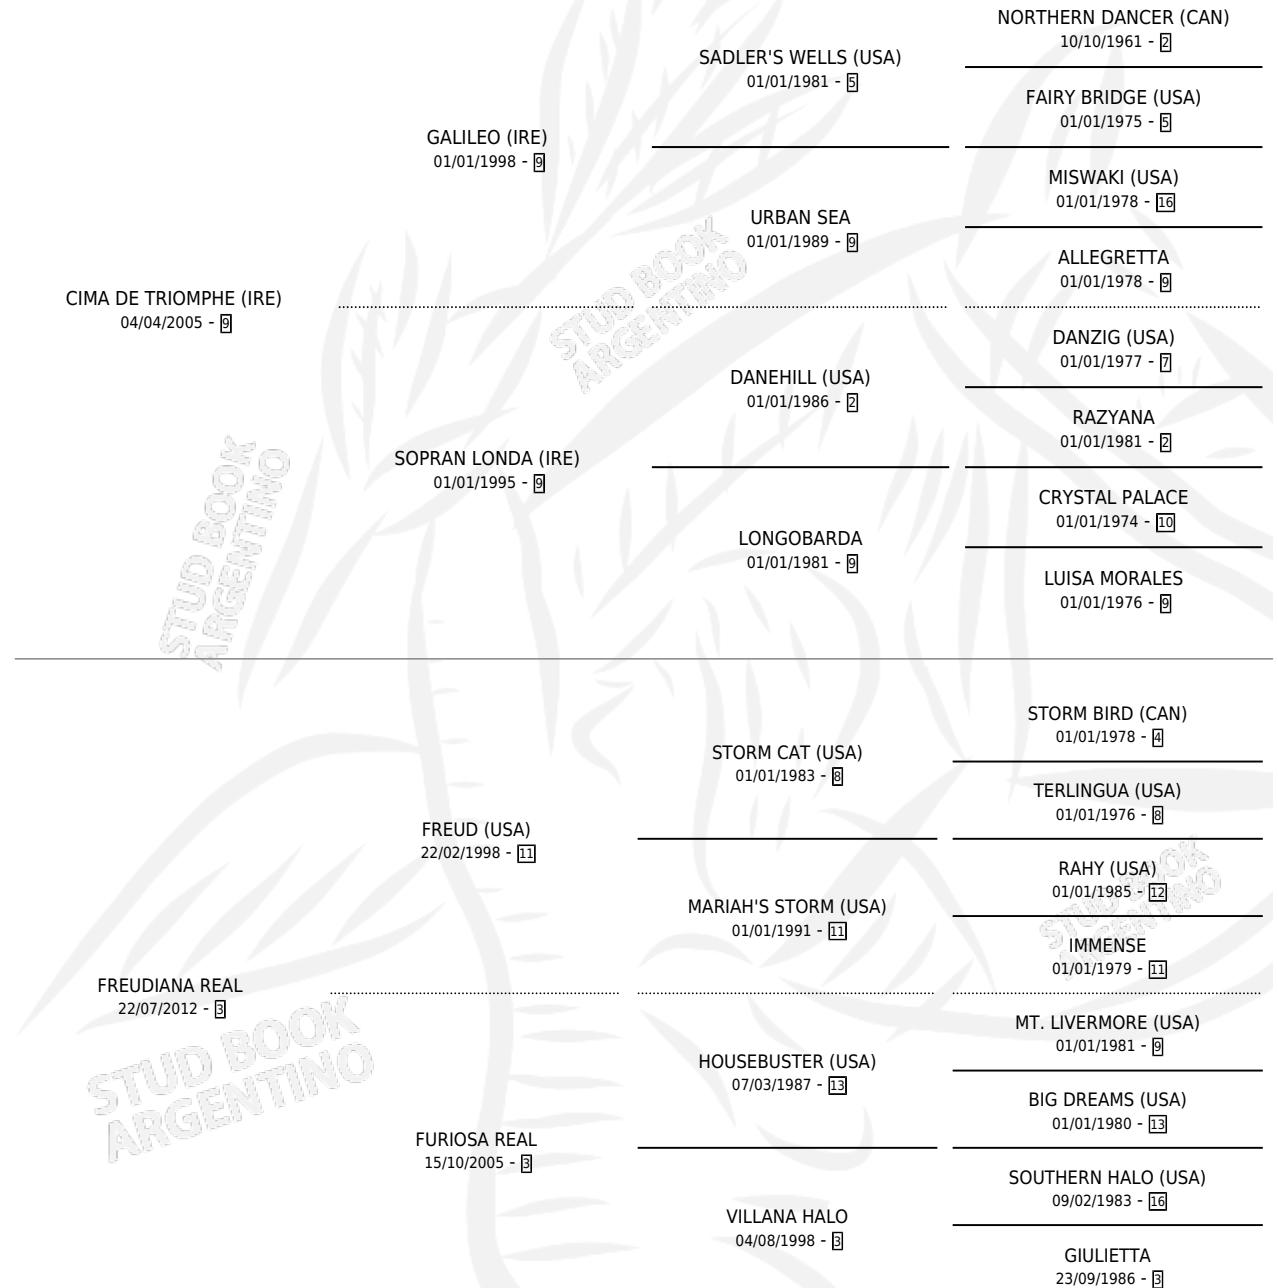 NORTHERN DANCER (CAN)
10/10/1961 - 2
SADLER'S WELLS (USA)
01/01/1981 - 5
FAIRY BRIDGE (USA)
01/01/1975 - 5
GALILEO (IRE)
01/01/1998 - 9
MISWAKI (USA)
01/01/1978 - 16
URBAN SEA
01/01/1989 - 9
ALLEGRETTA
01/01/1978 - 9
CIMA DE TRIOMPHE (IRE)
04/04/2005 - 9
DANZIG (USA)
01/01/1977 - 7
DANEHILL (USA)
01/01/1986 - 2
RAZYANA
01/01/1981 - 2
SOPRAN LONDA (IRE)
01/01/1995 - 9
CRYSTAL PALACE
01/01/1974 - 10
LONGOBARDA
01/01/1981 - 9
LUISA MORALES
01/01/1976 - 9
STORM BIRD (CAN)
01/01/1978 - 4
STORM CAT (USA)
01/01/1983 - 8
TERLINGUA (USA)
01/01/1976 - 8
FREUD (USA)
22/02/1998 - 11
RAHY (USA)
01/01/1985 - 12
MARIAH'S STORM (USA)
01/01/1991 - 11
IMMENSE
01/01/1979 - 11
FREUDIANA REAL
22/07/2012 - 3
MT. LIVERMORE (USA)
01/01/1981 - 9
HOUSEBUSTER (USA)
07/03/1987 - 13
BIG DREAMS (USA)
01/01/1980 - 13
FURIOSA REAL
15/10/2005 - 3
SOUTHERN HALO (USA)
09/02/1983 - 16
VILLANA HALO
04/08/1998 - 3
GIULIETTA
23/09/1986 - 3
STUD BOOK
ARGENTINO
STUD BOOK
ARGENTINO
STUD BOOK
ARGENTINO
STUD BOOK
ARGENTINO